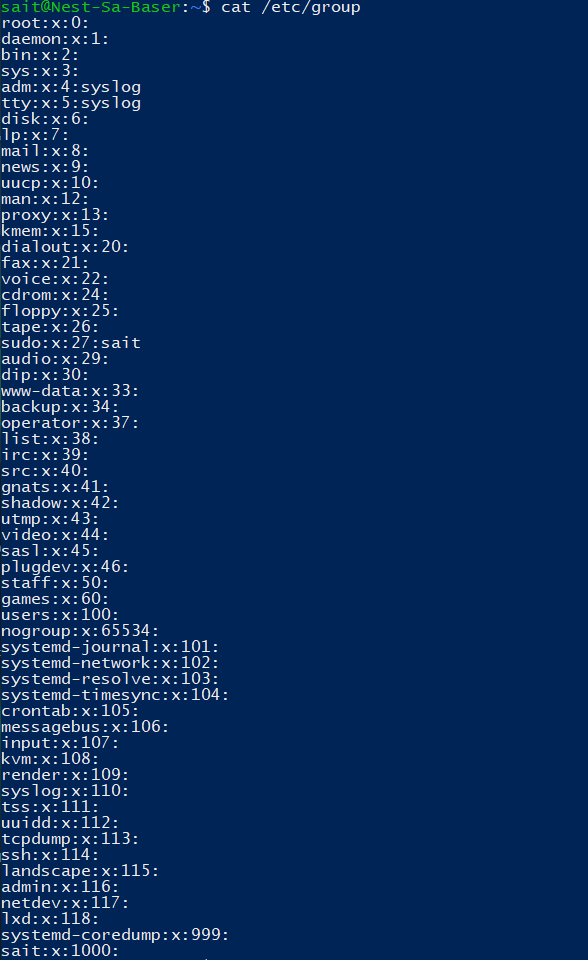 sait@Nest-Sa-Baser:~$ cat /etc/group
root:x:0:
daemon:x:1:
bin:x:2:
sys:x:3:
adm:x:4:syslog
tty:x:5:syslog
disk:x:6:
lp:x:7:
mail:x:8:
news:x:9:
uucp:x:10:
man:x:12:
proxy:x:13:
kmem:x:15:
dialout:x:20:
fax:x:21:
voice:x:22:
cdrom:x:24:
floppy:x:25:
tape:x:26:
sudo:x:27:sait
audio:x:29:
dip:x:30:
www-data:x:33:
backup:x:34:
operator:x:37:
list:x:38:
irc:x:39:
src:x:40:
gnats:x:41:
shadow:x:42:
utmp:x:43:
video:x:44:
sasl:x:45:
plugdev:x:46:
staff:x:50:
games:x:60:
users:x:100:
nogroup:x:65534:
systemd-journal:x:101:
systemd-network:x:102:
systemd-resolve:x:103:
systemd-timesync:x:104:
crontab:x:105:
messagebus:x:106:
input:x:107:
kvm:x:108:
render:x:109:
syslog:x:110:
tss:x:111:
uuidd:x:112:
tcpdump:x:113:
ssh:x:114:
landscape:x:115:
admin:x:116:
netdev:x:117:
lxd:x:118:
systemd-coredump:x:999:
sait:x:1000: